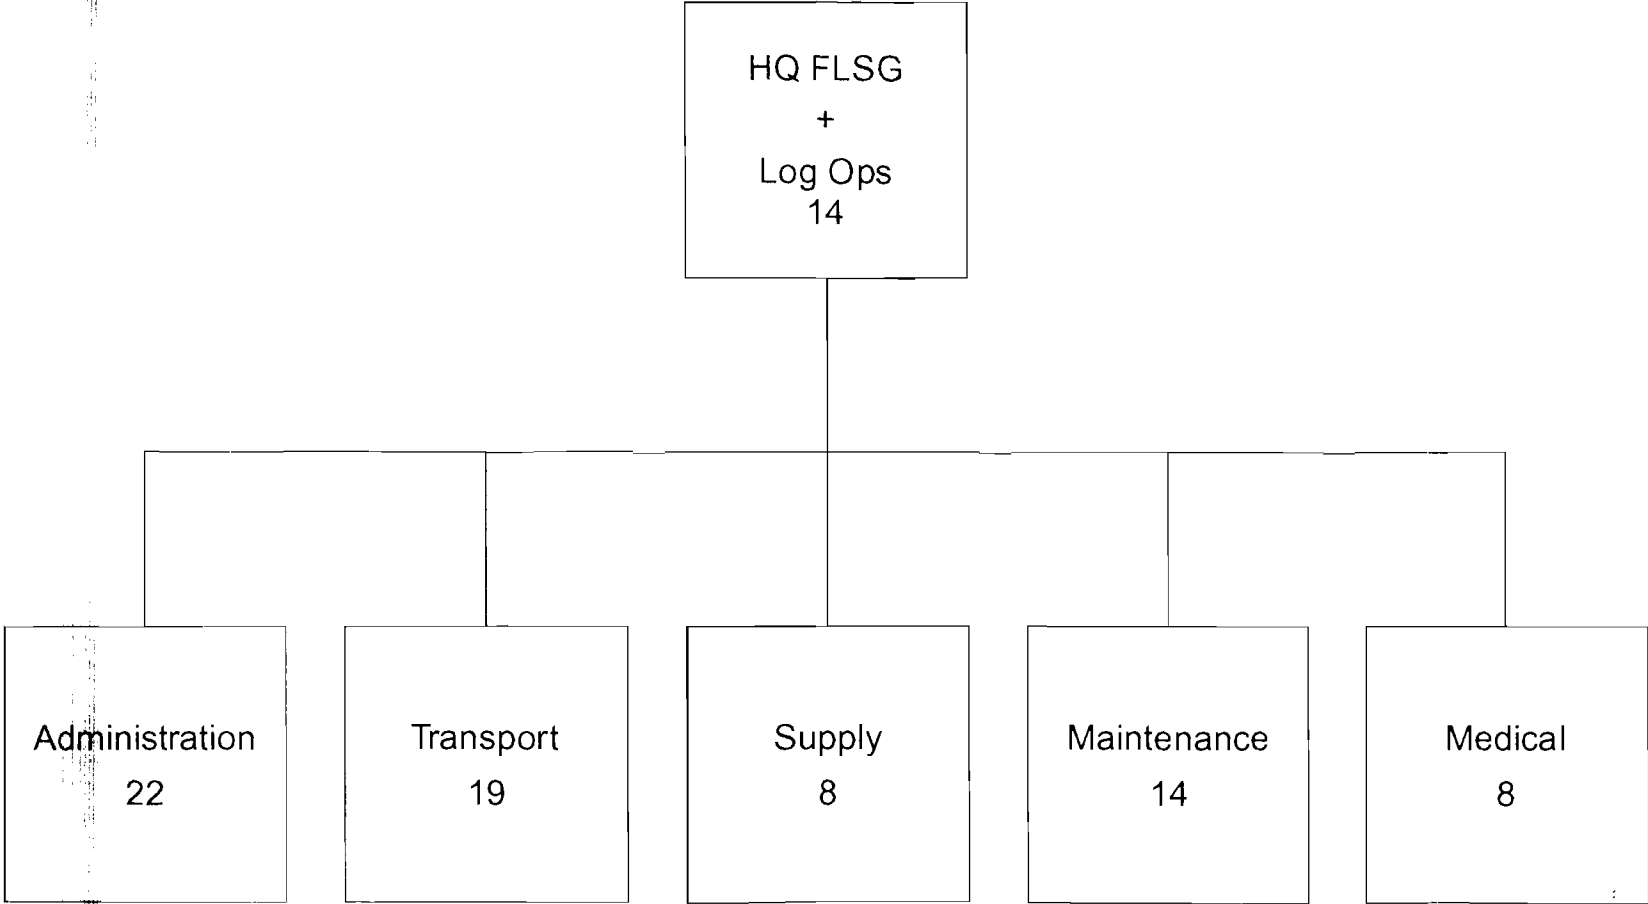 HQ FLSG
+
Log Ops
14
Administration
22
Transport
19
Supply
8
Maintenance
14
Medical
8